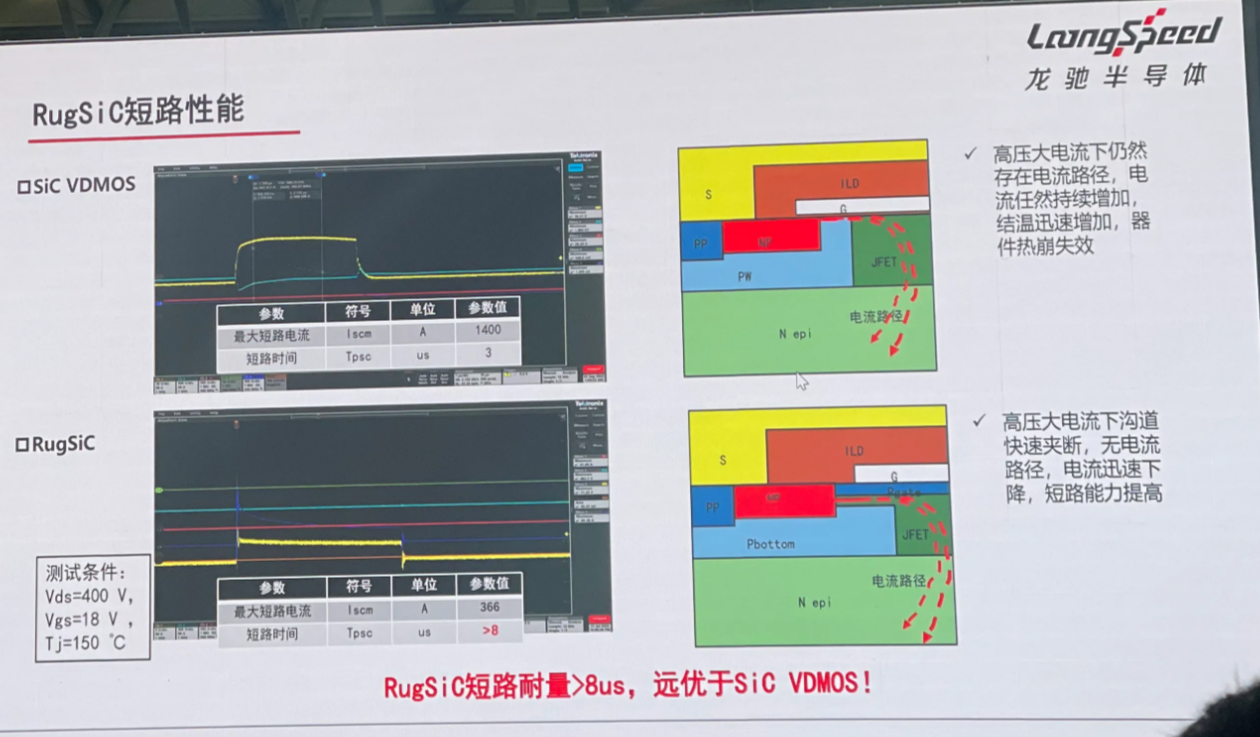 LoongSpeed
龙驰半导体
RugSiC短路性能
SiC VDMOS
Tektronix
参数 符号 单位 参数值
最大短路电流 Iscm A 1400
短路时间 Tpsc us 3
S
ILD
G
PP
NP
PW
JFET
电流路径
N epi
✓ 高压大电流下仍然
存在电流路径，电
流任然持续增加，
结温迅速增加，器
件热崩失效
RugSiC
Tektronix
参数 符号 单位 参数值
最大短路电流 Iscm A 366
短路时间 Tpsc us >8
S
ILD
G
Pgate
PP
NP
Pbottom
JFET
电流路径
N epi
✓ 高压大电流下沟道
快速夹断，无电流
路径，电流迅速下
降，短路能力提高
测试条件：
Vds=400 V，
Vgs=18 V ，
Tj=150 ℃
RugSiC短路耐量>8us，远优于SiC VDMOS！